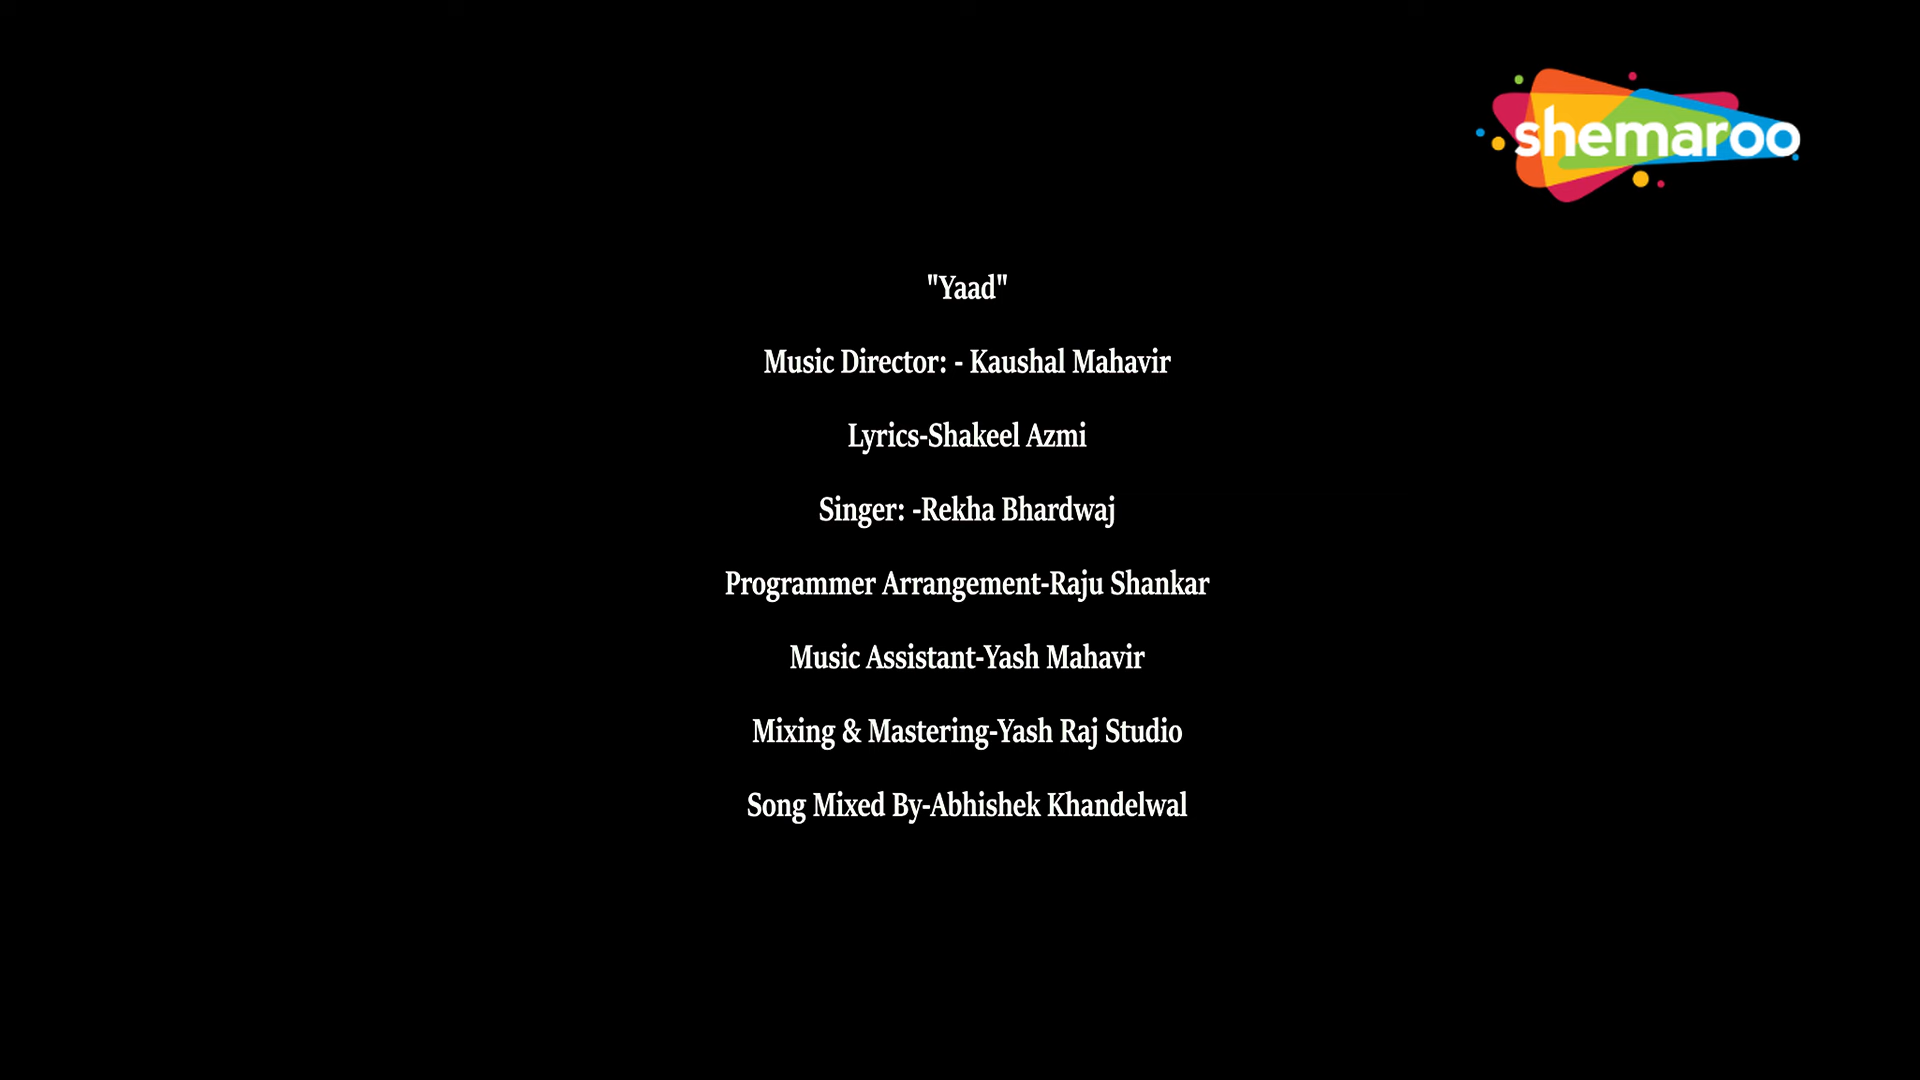 shemaroo
"Yaad"
Music Director: - Kaushal Mahavir
Lyrics-Shakeel Azmi
Singer: -Rekha Bhardwaj
Programmer Arrangement-Raju Shankar
Music Assistant-Yash Mahavir
Mixing & Mastering-Yash Raj Studio
Song Mixed By-Abhishek Khandelwal